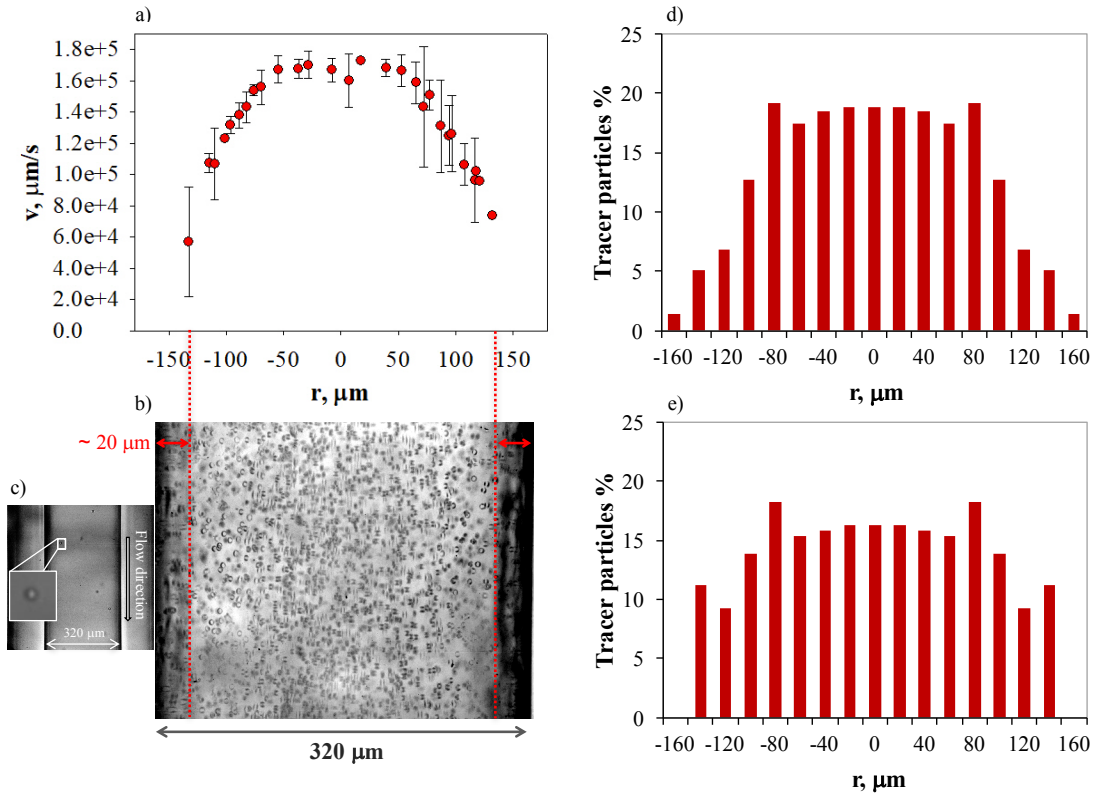 a)
1.8e+5
1.6e+5
1.4e+5
1.2e+5
1.0e+5
8.0e+4
6.0e+4
4.0e+4
2.0e+4
0.0
v, μm/s
-150 -100 -50 0 50 100 150
r, μm
b)
~ 20 μm
c)
Flow direction
320 μm
320 μm
d)
25
20
15
10
5
0
Tracer particles %
-160 -120 -80 -40 0 40 80 120 160
r, μm
e)
25
20
15
10
5
0
Tracer particles %
-160 -120 -80 -40 0 40 80 120 160
r, μm